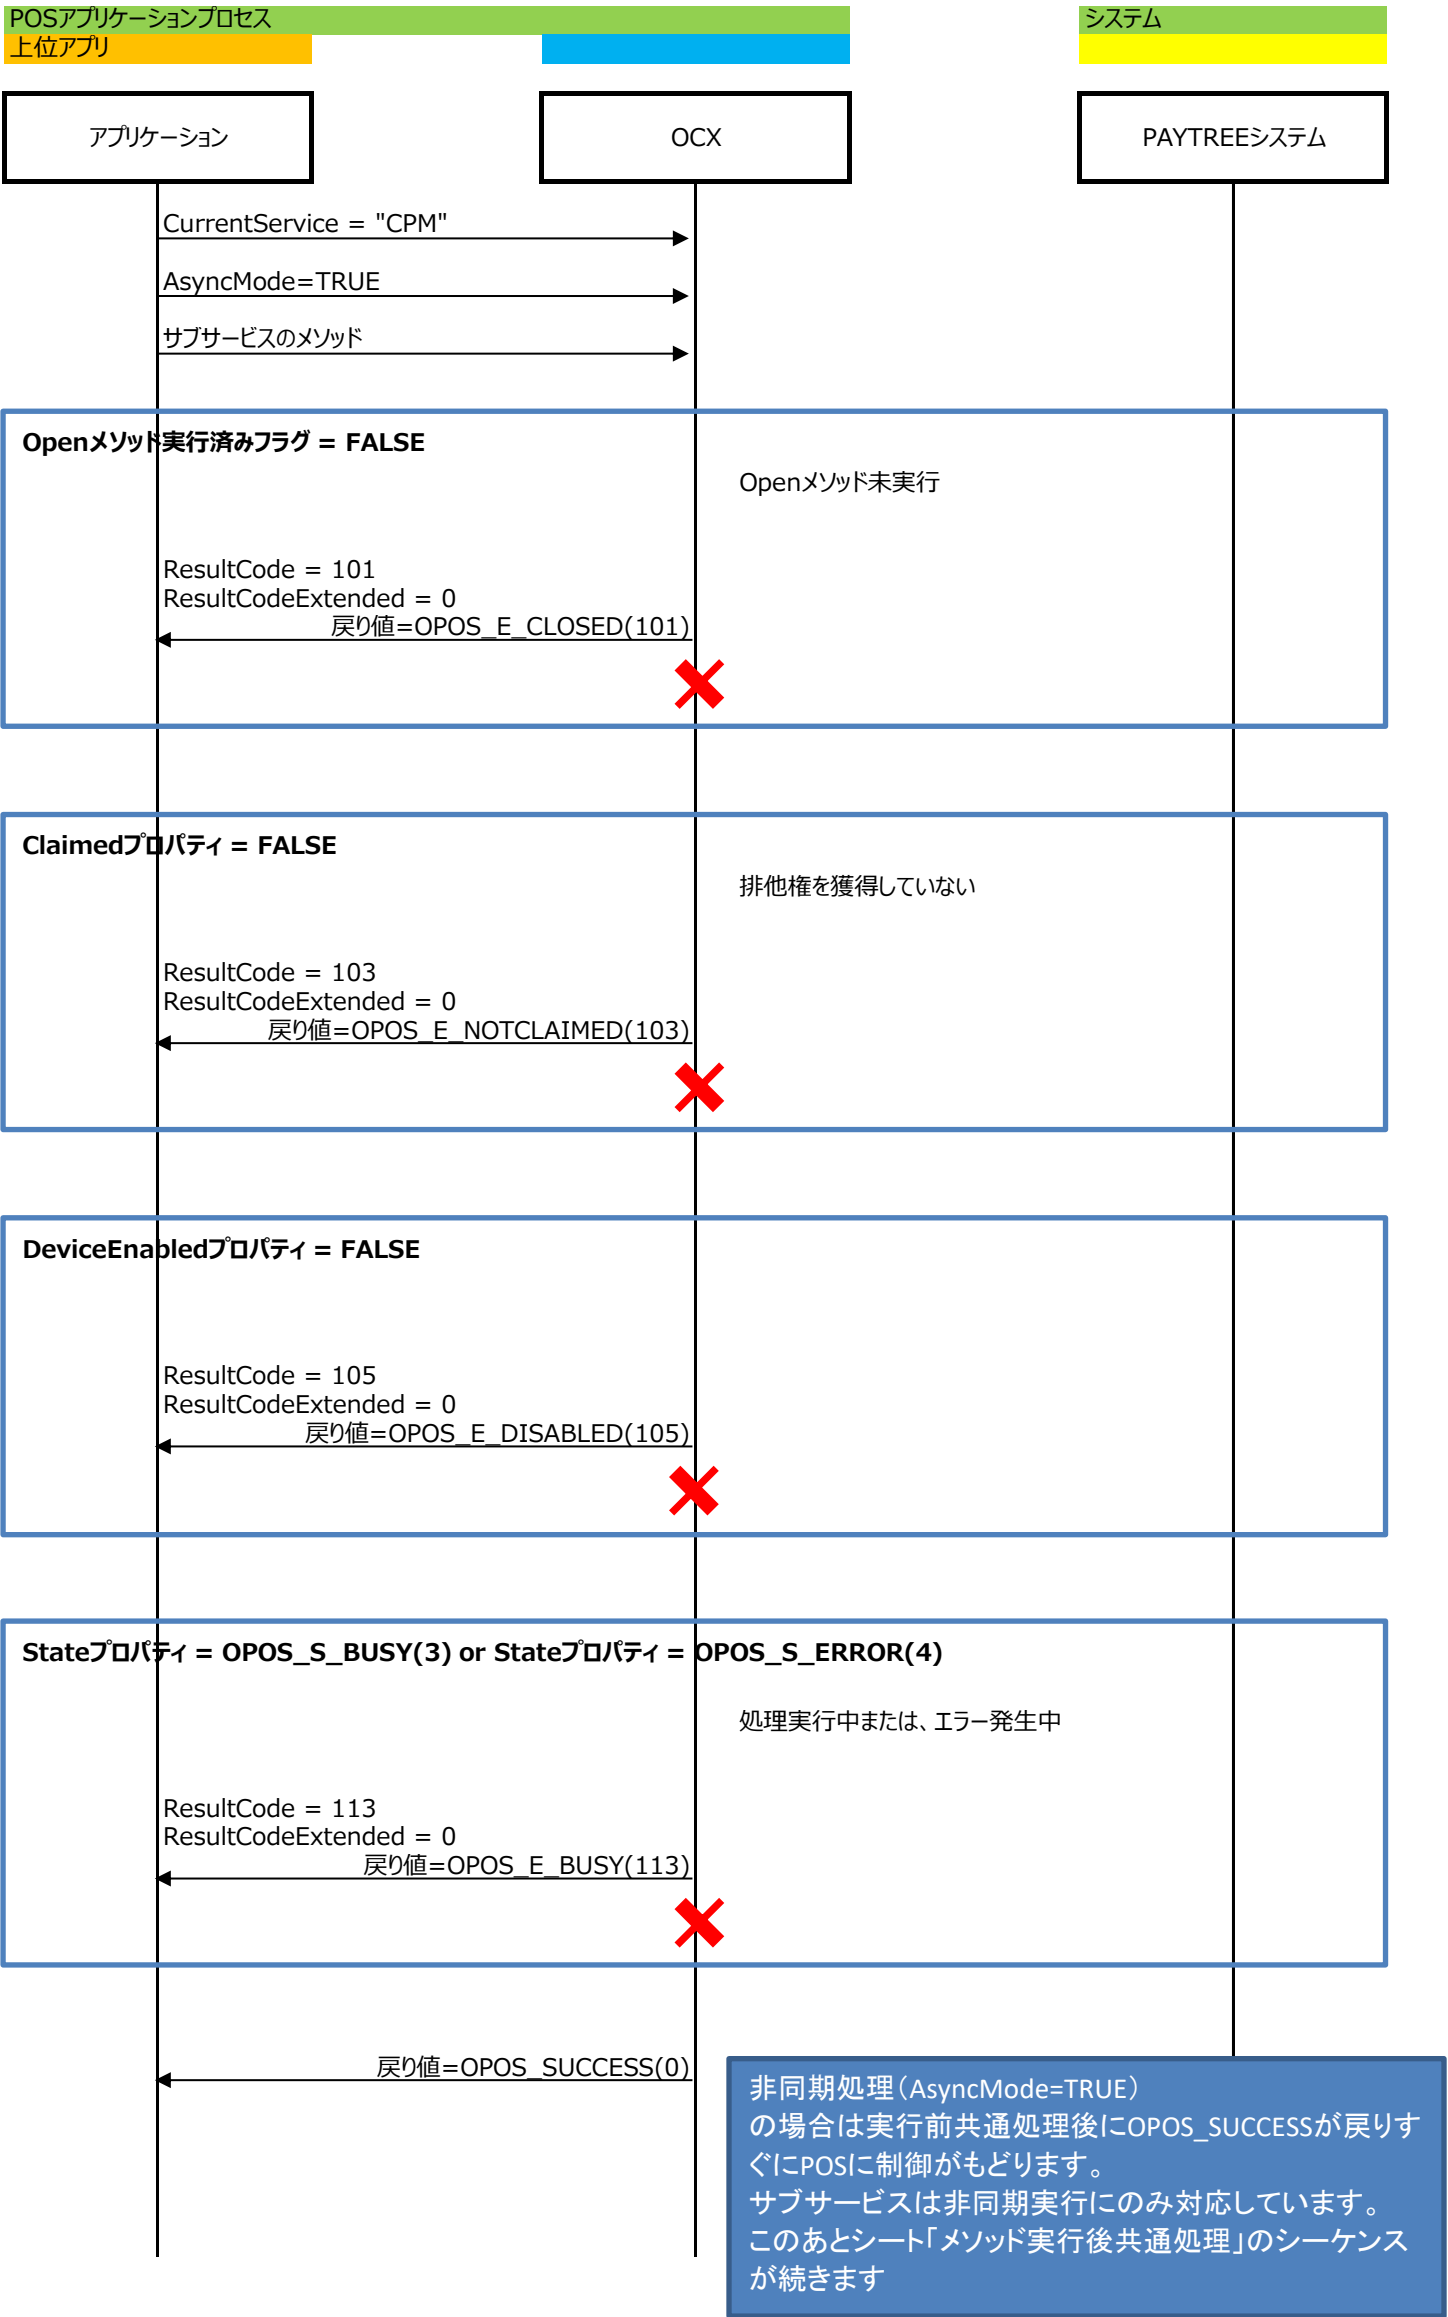 POSアプリケーションプロセス
システム
上位アプリ
アプリケーション
OCX
PAYTREEシステム
CurrentService = "CPM"
AsyncMode=TRUE
サブサービスのメソッド
Openメソッド実行済みフラグ = FALSE
Openメソッド未実行
ResultCode = 101
ResultCodeExtended = 0
戻り値=OPOS_E_CLOSED(101)
Claimedプロパティ = FALSE
排他権を獲得していない
ResultCode = 103
ResultCodeExtended = 0
戻り値=OPOS_E_NOTCLAIMED(103)
DeviceEnabledプロパティ = FALSE
ResultCode = 105
ResultCodeExtended = 0
戻り値=OPOS_E_DISABLED(105)
Stateプロパティ = OPOS_S_BUSY(3) or Stateプロパティ = OPOS_S_ERROR(4)
処理実行中または、エラー発生中
ResultCode = 113
ResultCodeExtended = 0
戻り値=OPOS_E_BUSY(113)
戻り値=OPOS_SUCCESS(0)
非同期処理（AsyncMode=TRUE）
の場合は実行前共通処理後にOPOS_SUCCESSが戻りす
ぐにPOSに制御がもどります。
サブサービスは非同期実行にのみ対応しています。
このあとシート「メソッド実行後共通処理」のシーケンス
が続きます